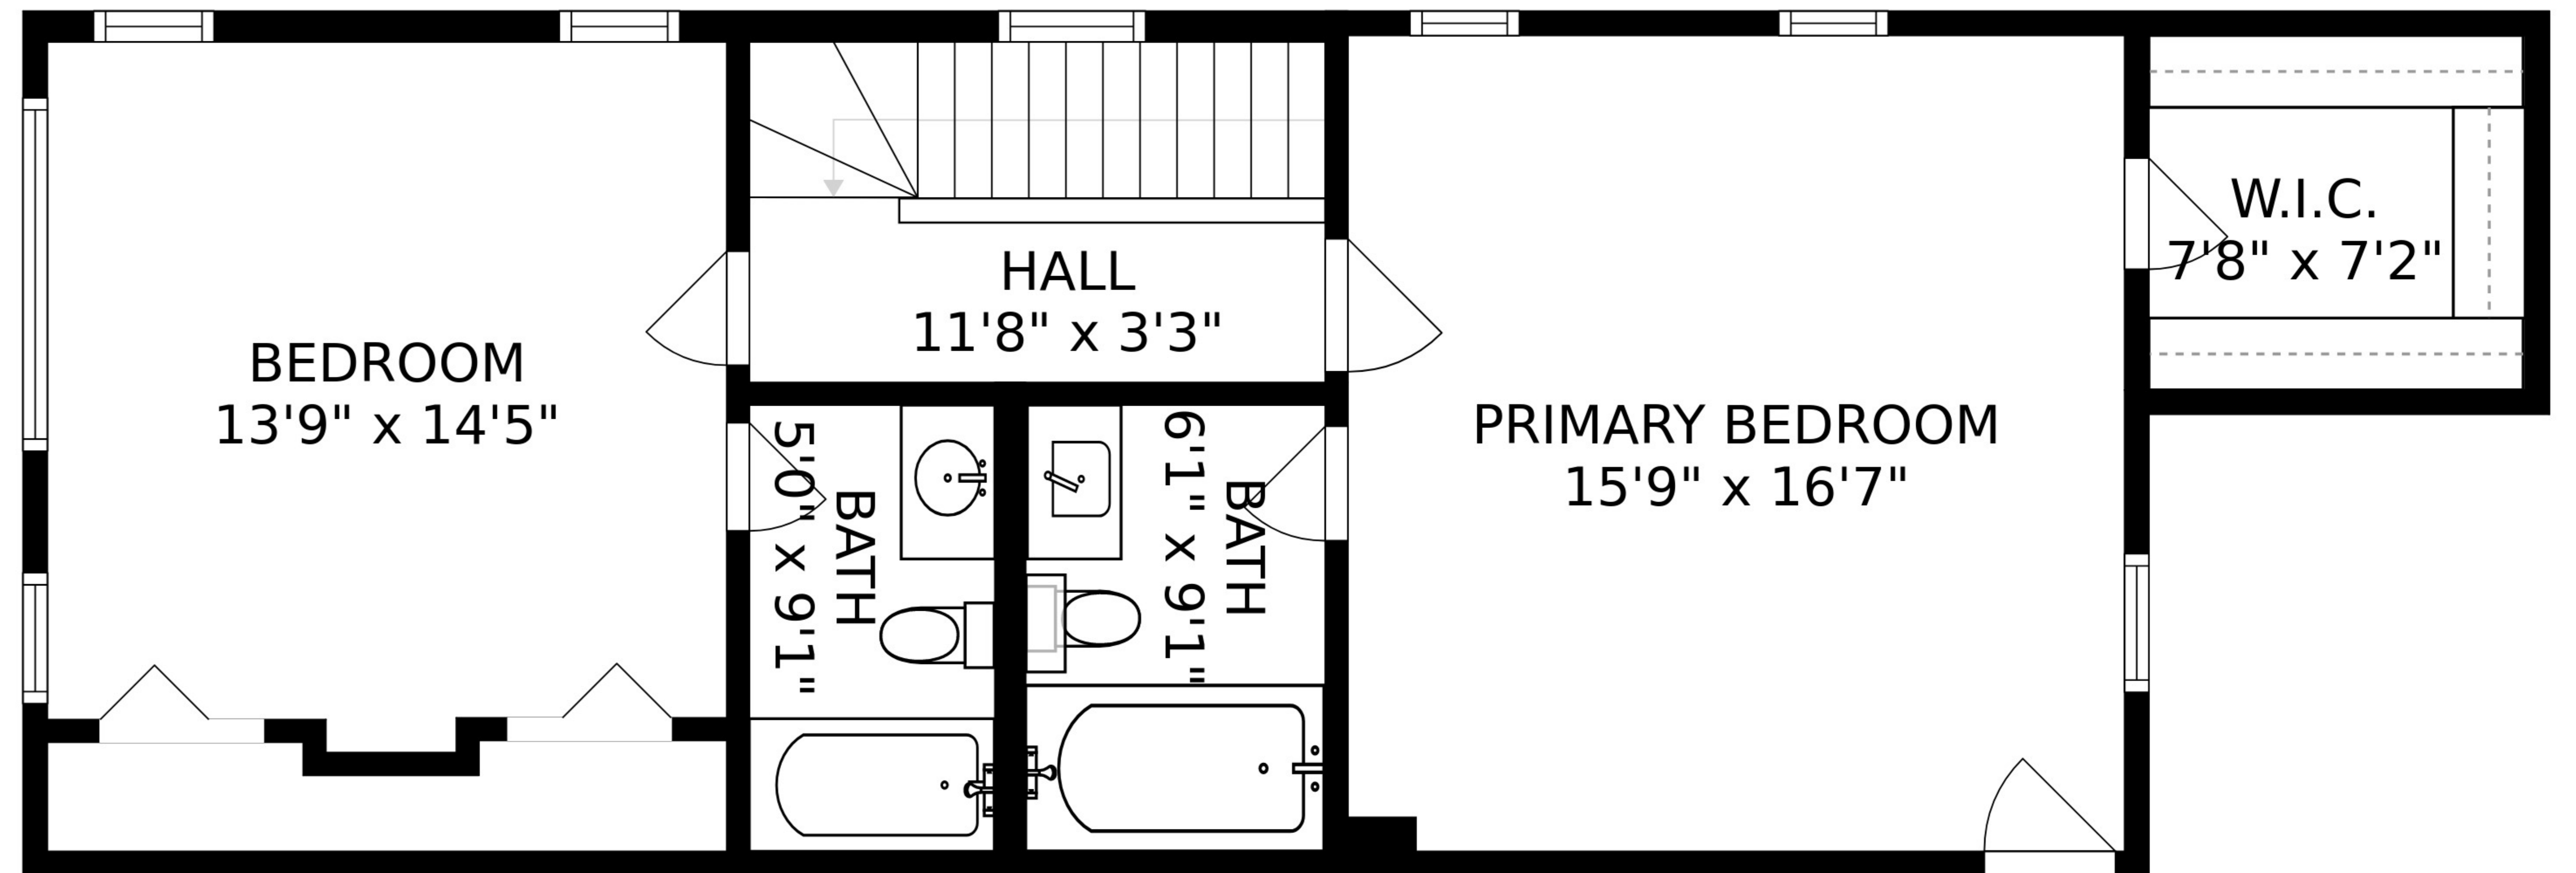 BEDROOM
13'9" x 14'5"
HALL
11'8" x 3'3"
BATH
5'0" x 9'1"
BATH
6'1" x 9'1"
PRIMARY BEDROOM
15'9" x 16'7"
W.I.C.
7'8" x 7'2"